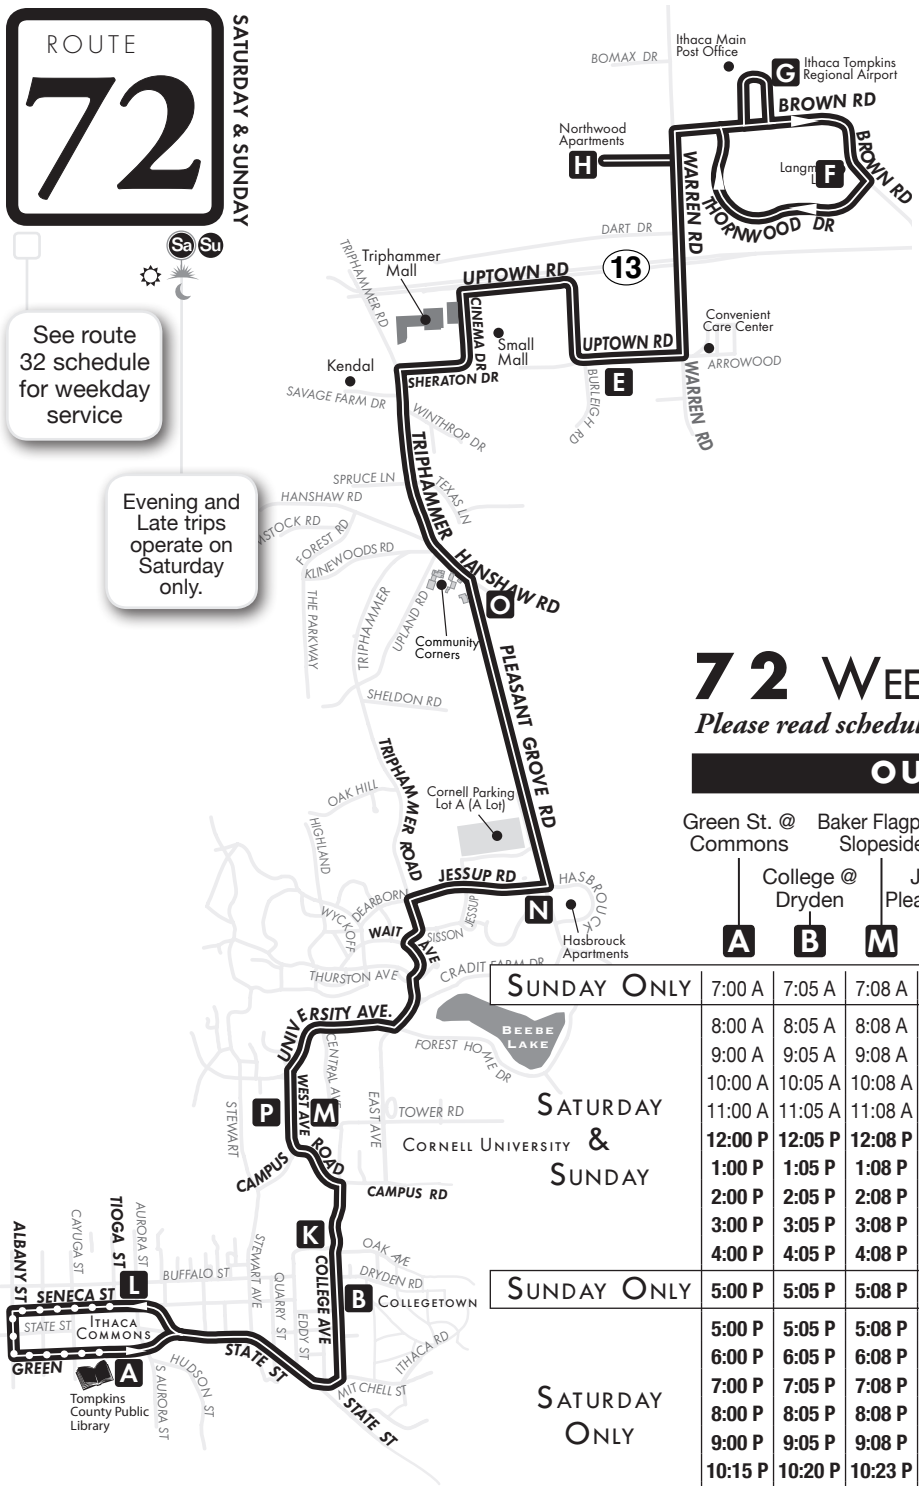 ROUTE
72
SATURDAY & SUNDAY
Sa Su
See route
32 schedule
for weekday
service
Evening and
Late trips
operate on
Saturday
only.
Ithaca Main
Post Office
BOMAX DR
G
Ithaca Tompkins
Regional Airport
BROWN RD
Northwood
Apartments
H
F
BROWN RD
WARREN RD
THORNWOOD DR
DART DR
13
TRIPHAMMER RD
Triphammer
Mall
UPTOWN RD
CINEMA DR
Small
Mall
UPTOWN RD
Convenient
Care Center
ARROWOOD
Kendal
SHERATON DR
E
BURLEIGH RD
WARREN RD
SAVAGE FARM DR
WINTHROP DR
TRIPHAMMER
SPRUCE LN
TEXAS LN
HANSHAW RD
MSTOCK RD
FOREST RD
KLINEWOODS RD
HANSHAW RD
O
THE PARKWAY
TRIPHAMMER
UPLAND RD
Community
Corners
PLEASANT GROVE RD
SHELDON RD
TRIPHAMMER ROAD
OAK HILL
HIGHLAND
Cornell Parking
Lot A (A Lot)
JESSUP RD
HASBROUCK
DEARBORN
WYCKOFF
JESSUP
N
WAIT AVE
SISSON
Hasbrouck
Apartments
THURSTON AVE
CRADIT FARM DR
UNIVERSITY AVE.
BEEBE
LAKE
FOREST HOME DR
CENTRAL AVE
WEST AVE
P
M
STEWART
EAST AVE
TOWER RD
CORNELL UNIVERSITY
CAMPUS ROAD
CAMPUS RD
K
OAK AVE
DRYDEN RD
B
COLLEGETOWN
COLLEGE AVE
ALBANY ST
CAYUGA ST
TIOGA ST
AURORA ST
L
BUFFALO ST
STEWART AVE
QUARRY ST
EDDY ST
SENECA ST
STATE ST
ITHACA
COMMONS
GREEN
A
STATE ST
ITHACA RD
MITCHELL ST
STATE ST
HUDSON ST
S AURORA ST
Tompkins
County Public
Library
72 WEE
Please read schedul
OU
Green St. @
Commons
Baker Flagp
Slopeside
College @
Dryden
J
Plea
A B M
SUNDAY ONLY 7:00 A 7:05 A 7:08 A
SATURDAY
&
SUNDAY
8:00 A 8:05 A 8:08 A
9:00 A 9:05 A 9:08 A
10:00 A 10:05 A 10:08 A
11:00 A 11:05 A 11:08 A
12:00 P 12:05 P 12:08 P
1:00 P 1:05 P 1:08 P
2:00 P 2:05 P 2:08 P
3:00 P 3:05 P 3:08 P
4:00 P 4:05 P 4:08 P
SUNDAY ONLY 5:00 P 5:05 P 5:08 P
SATURDAY
ONLY
5:00 P 5:05 P 5:08 P
6:00 P 6:05 P 6:08 P
7:00 P 7:05 P 7:08 P
8:00 P 8:05 P 8:08 P
9:00 P 9:05 P 9:08 P
10:15 P 10:20 P 10:23 P